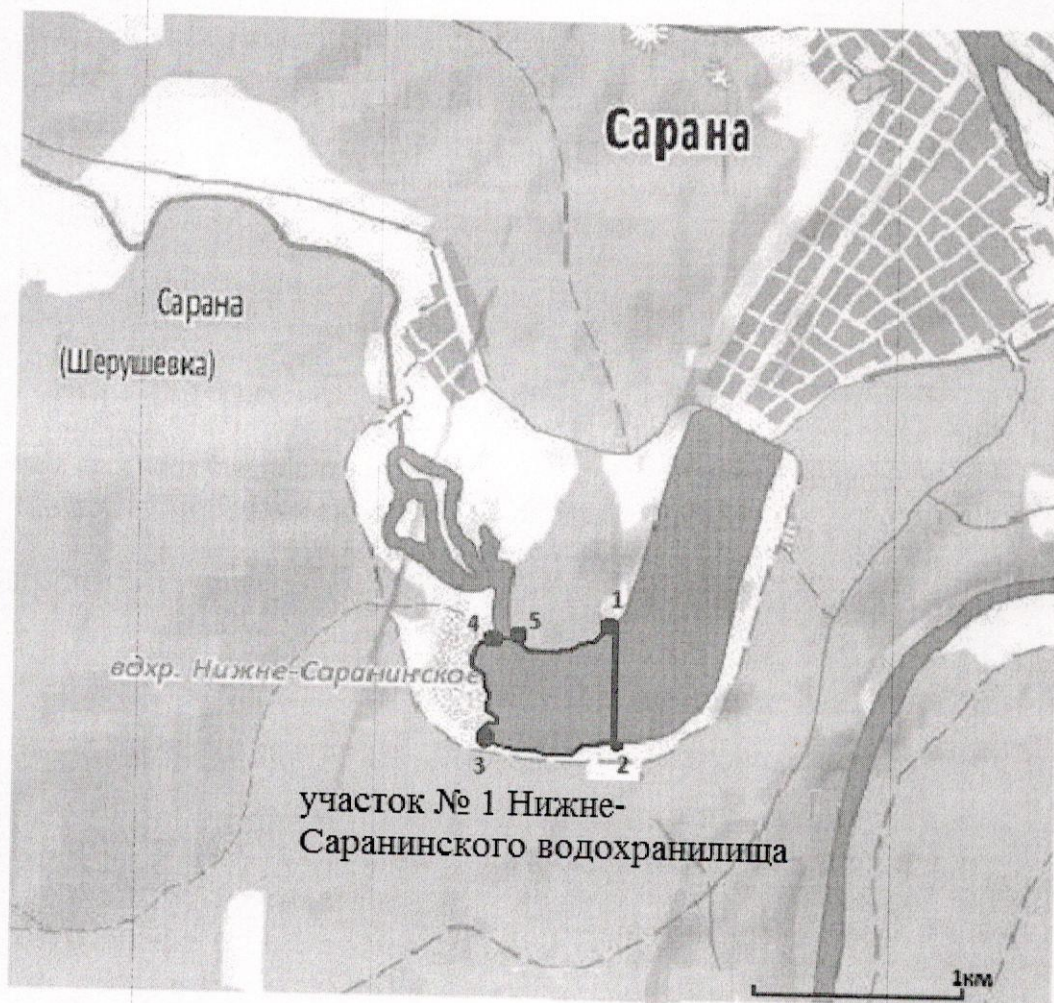 Сарана
Сарана
(Шерушевка)
1
4
5
вдхр. Нижне-Саранинское
3
2
участок № 1 Нижне-
Саранинского водохранилища
1км